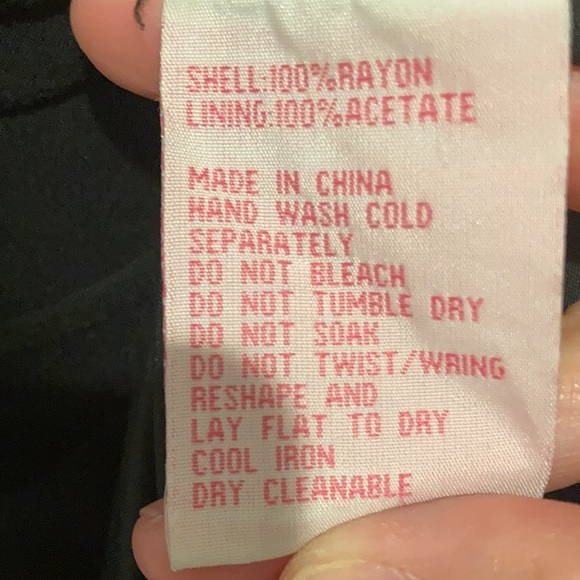 SHELL:100%RAYON
LINING:100%ACETATE
MADE IN CHINA
HAND WASH COLD
SEPARATELY
DO NOT BLEACH
DO NOT TUMBLE DRY
DO NOT SOAK
DO NOT TWIST/WRING
RESHAPE AND
LAY FLAT TO DRY
COOL IRON
DRY CLEANABLE